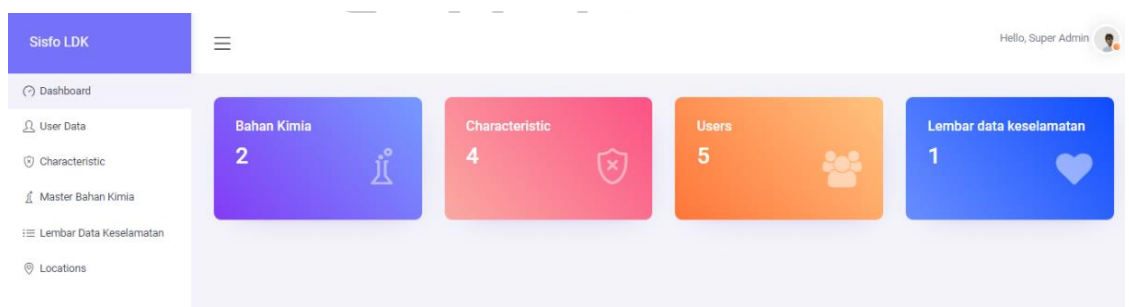 Sisfo LDK
Hello, Super Admin
Dashboard
User Data
Characteristic
Master Bahan Kimia
Lembar Data Keselamatan
Locations
Bahan Kimia
2
Characteristic
4
Users
5
Lembar data keselamatan
1